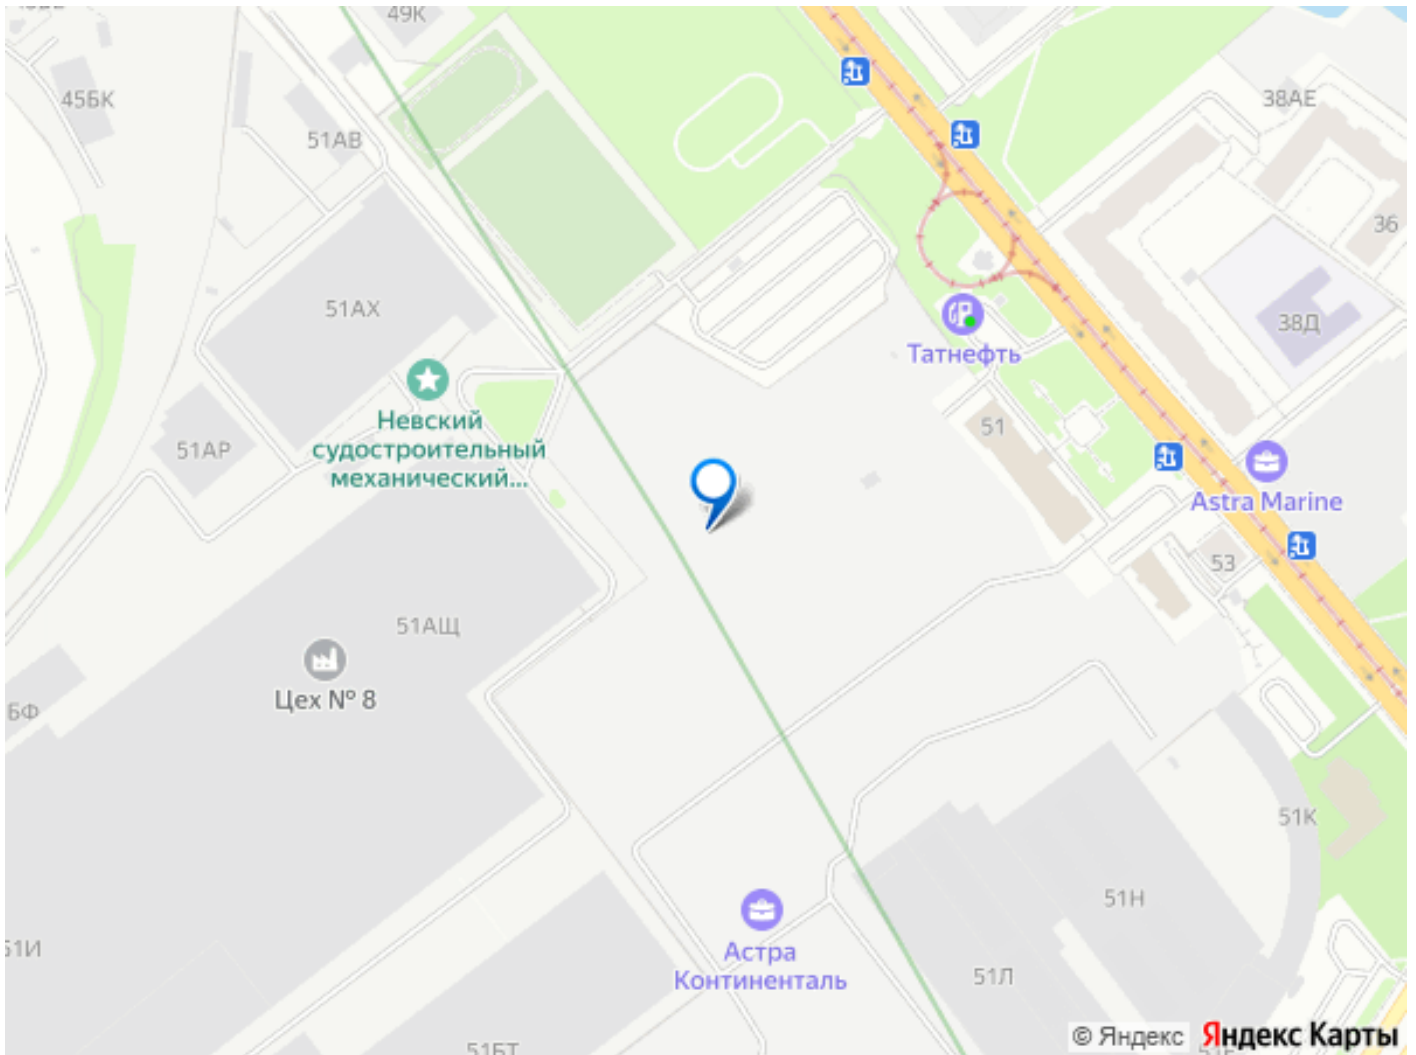 49К
45БК
38АЕ
51АВ
36
51АХ
38Д
Татнефть
Невский
судостроительный
механический...
51
51АР
Astra Marine
53
51АЩ
Цех № 8
БФ
51К
51Н
51И
Астра
Континенталь
51Л
51БТ
© Яндекс
Яндекс Карты